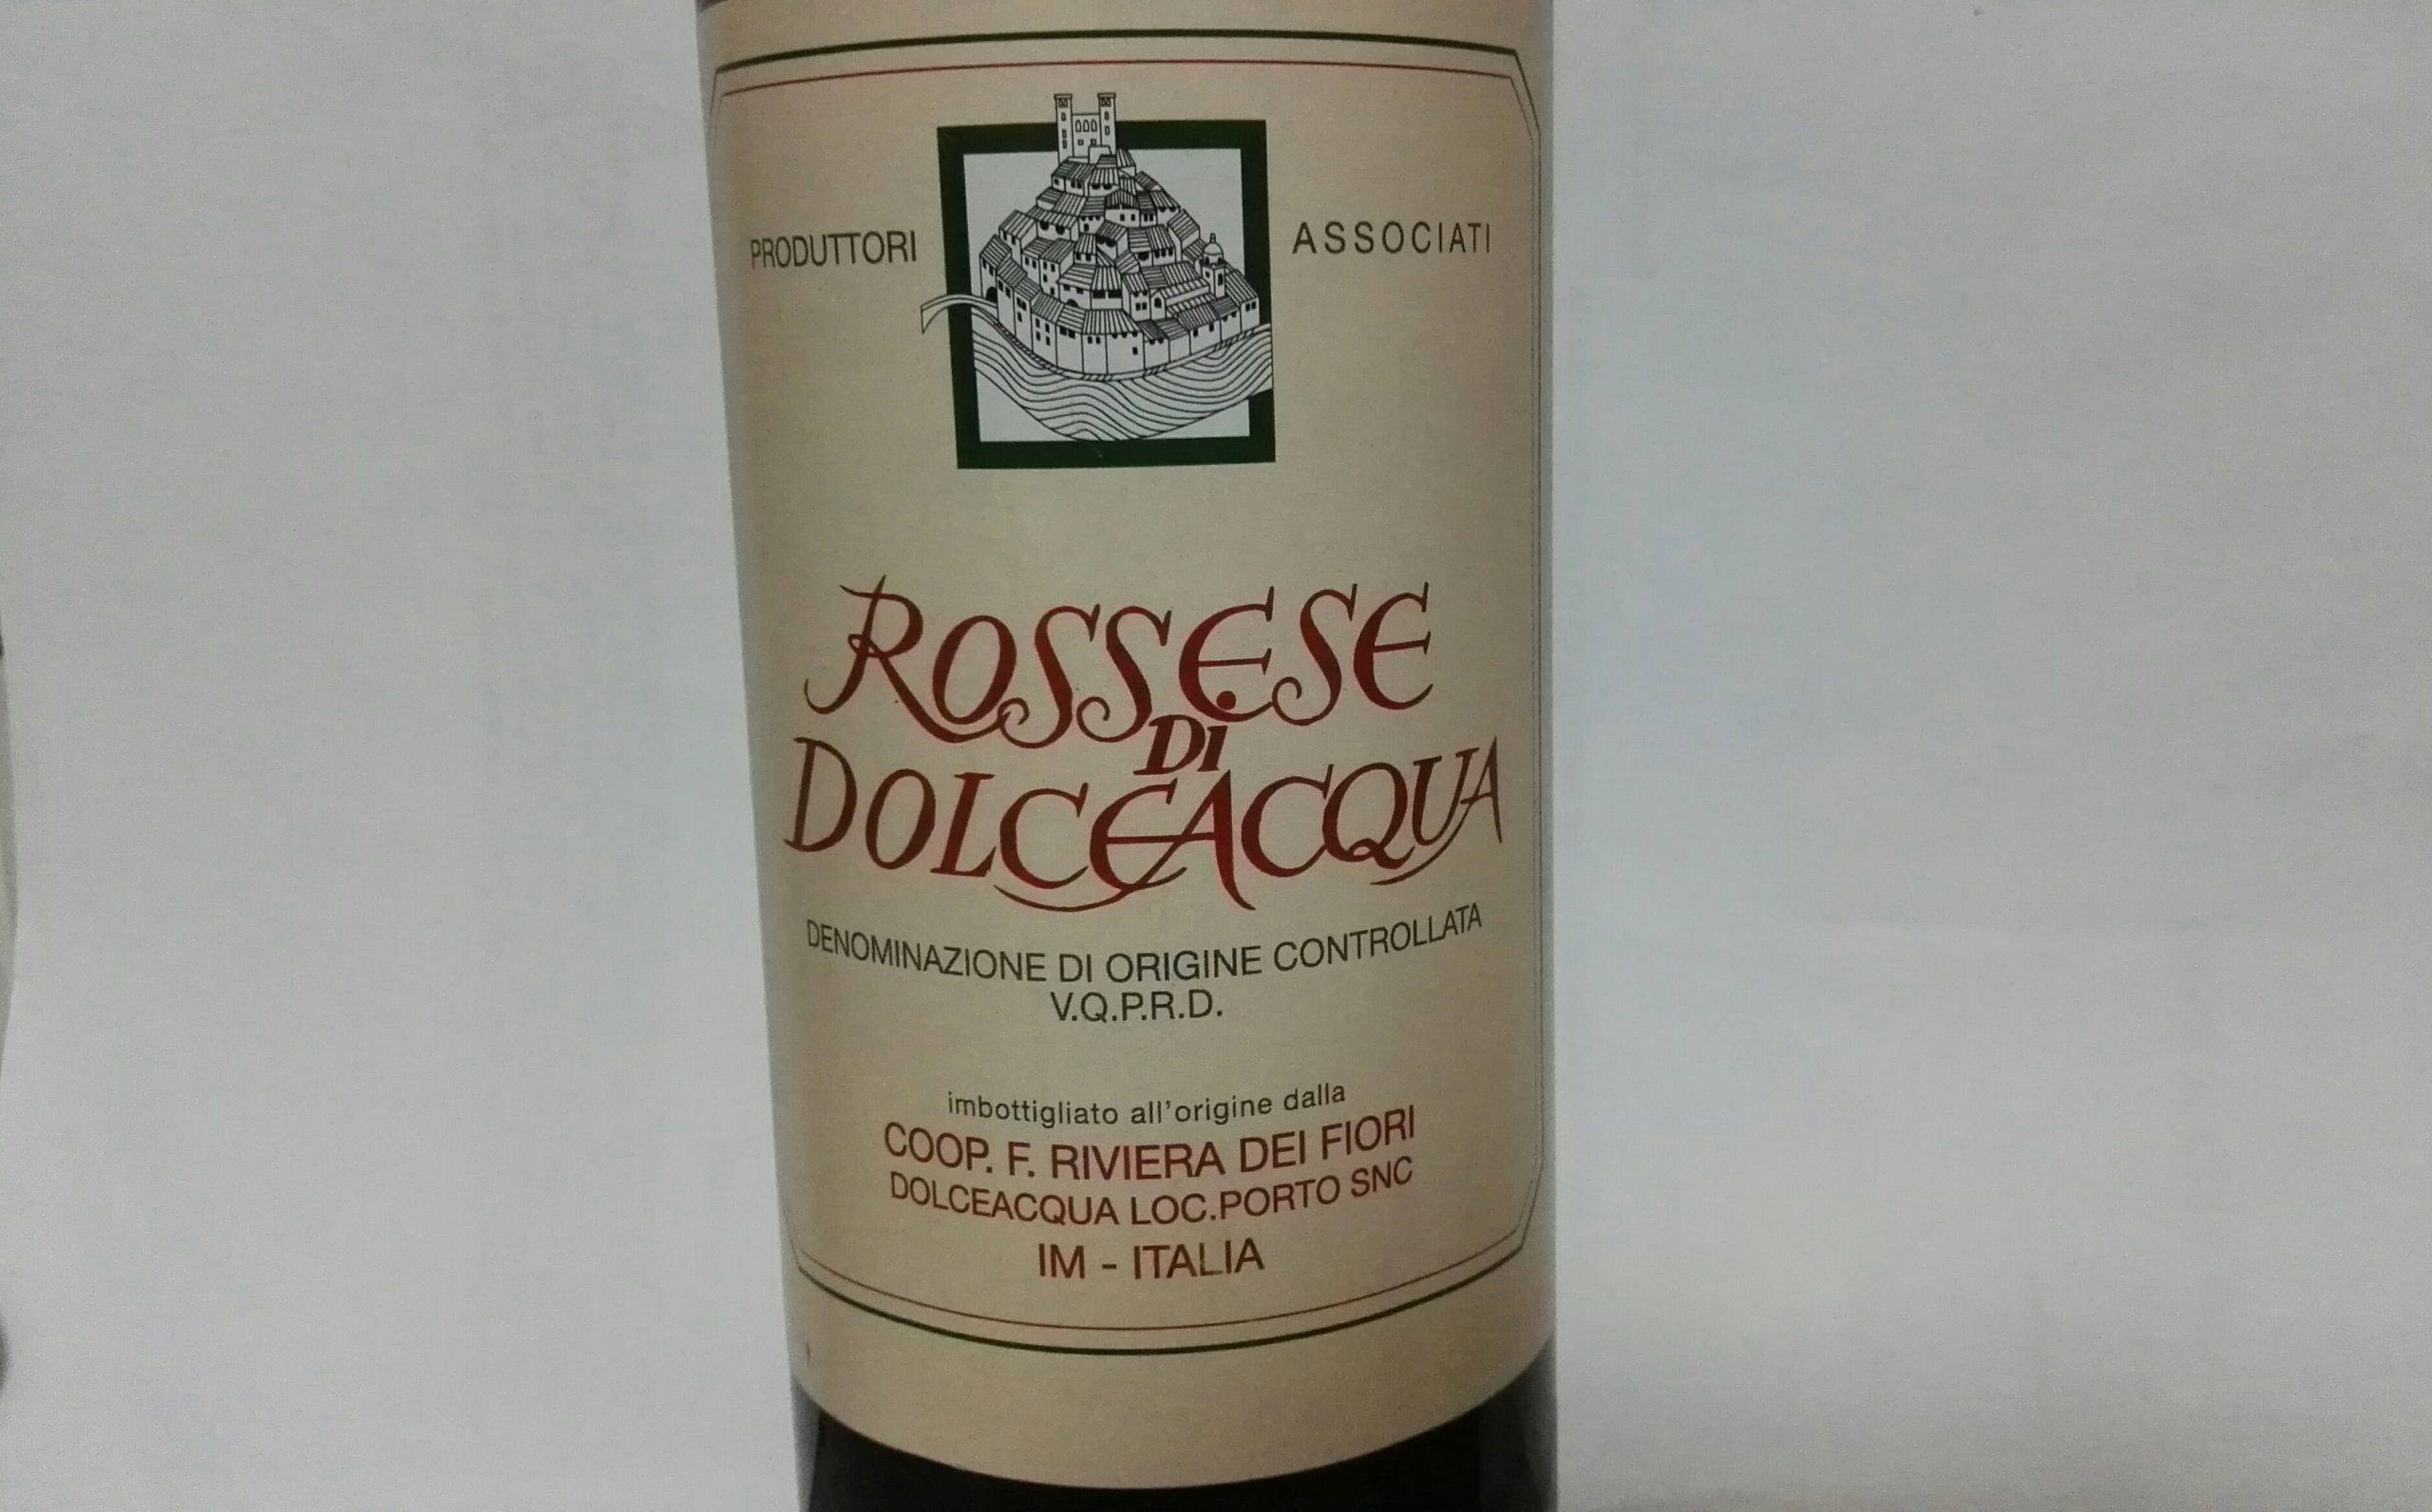 PRODUTTORI ASSOCIATI
ROSSESE
Di
DOLCEACQUA
DENOMINAZIONE DI ORIGINE CONTROLLATA
V.Q.P.R.D.
imbottigliato all'origine dalla
COOP. F. RIVIERA DEI FIORI
DOLCEACQUA LOC.PORTO SNC
IM - ITALIA